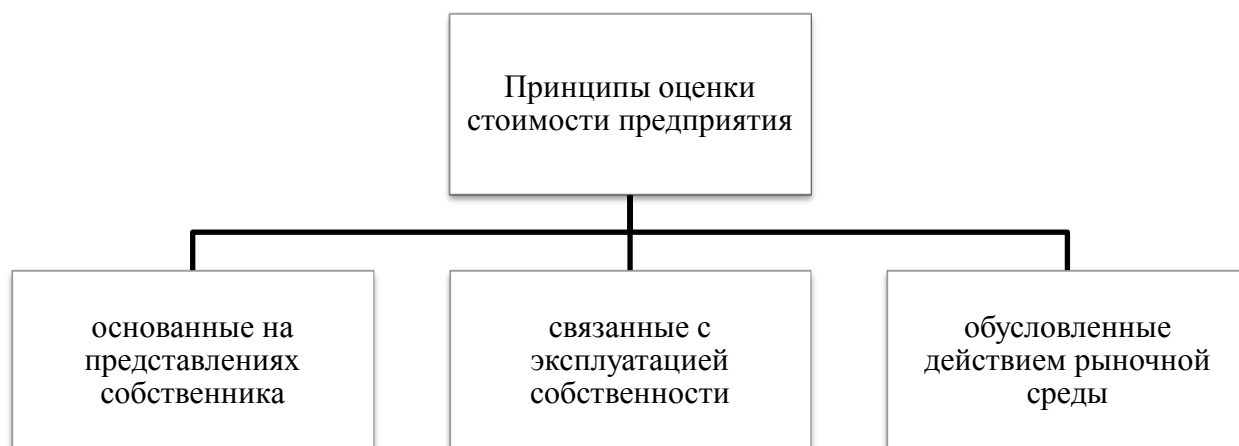 Принципы оценки
стоимости предприятия
основанные на
представлениях
собственника
связанные с
эксплуатацией
собственности
обусловленные
действием рыночной
среды